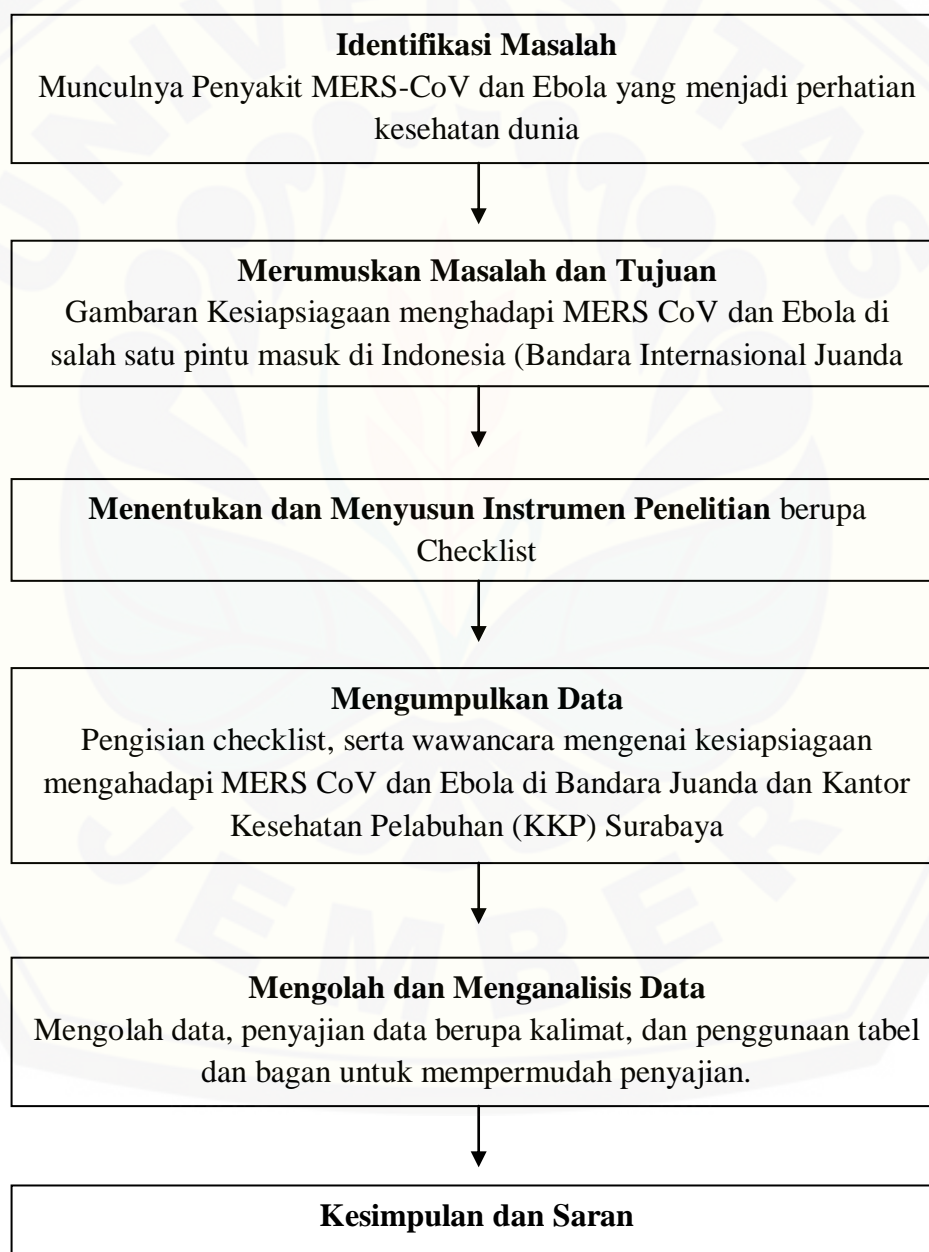 Identifikasi Masalah
Munculnya Penyakit MERS-CoV dan Ebola yang menjadi perhatian
kesehatan dunia
Merumuskan Masalah dan Tujuan
Gambaran Kesiapsiagaan menghadapi MERS CoV dan Ebola di
salah satu pintu masuk di Indonesia (Bandara Internasional Juanda
Menentukan dan Menyusun Instrumen Penelitian berupa
Checklist
Mengumpulkan Data
Pengisian checklist, serta wawancara mengenai kesiapsiagaan
mengahadapi MERS CoV dan Ebola di Bandara Juanda dan Kantor
Kesehatan Pelabuhan (KKP) Surabaya
Mengolah dan Menganalisis Data
Mengolah data, penyajian data berupa kalimat, dan penggunaan tabel
dan bagan untuk mempermudah penyajian.
Kesimpulan dan Saran
UNIVERSITAS
JEMBER